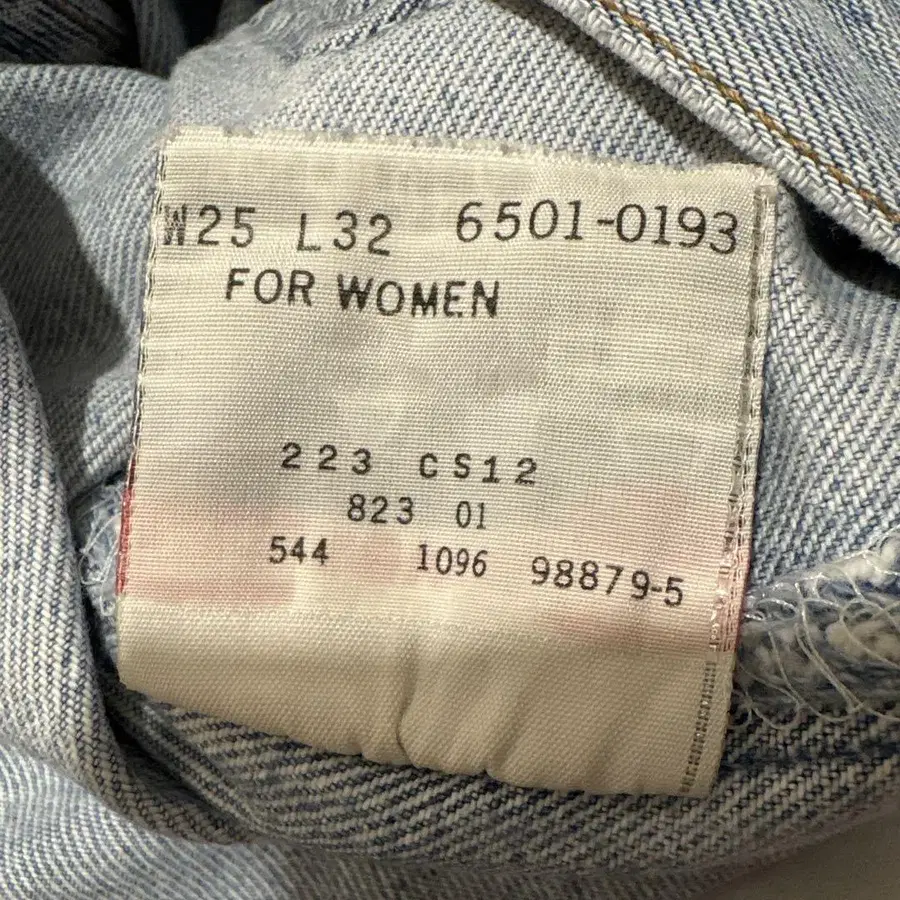 W25 L32 6501-0193
FOR WOMEN
223 CS12
823 01
544 1096 98879-5